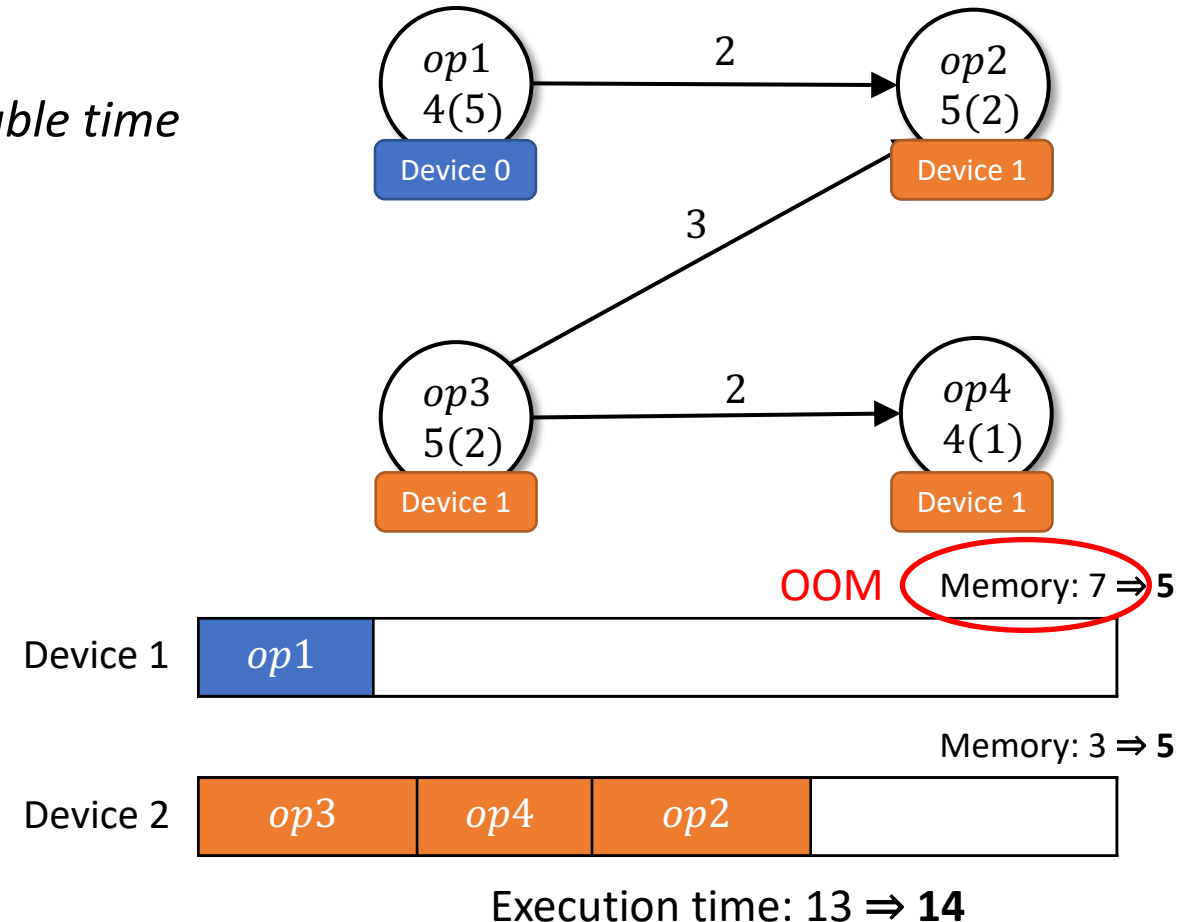 op1
4(5)
Device 0
2
op2
5(2)
Device 1
ble time
3
op3
5(2)
Device 1
2
op4
4(1)
Device 1
OOM
Memory: 7 ⇒ 5
Device 1
op1
Memory: 3 ⇒ 5
Device 2
op3
op4
op2
Execution time: 13 ⇒ 14